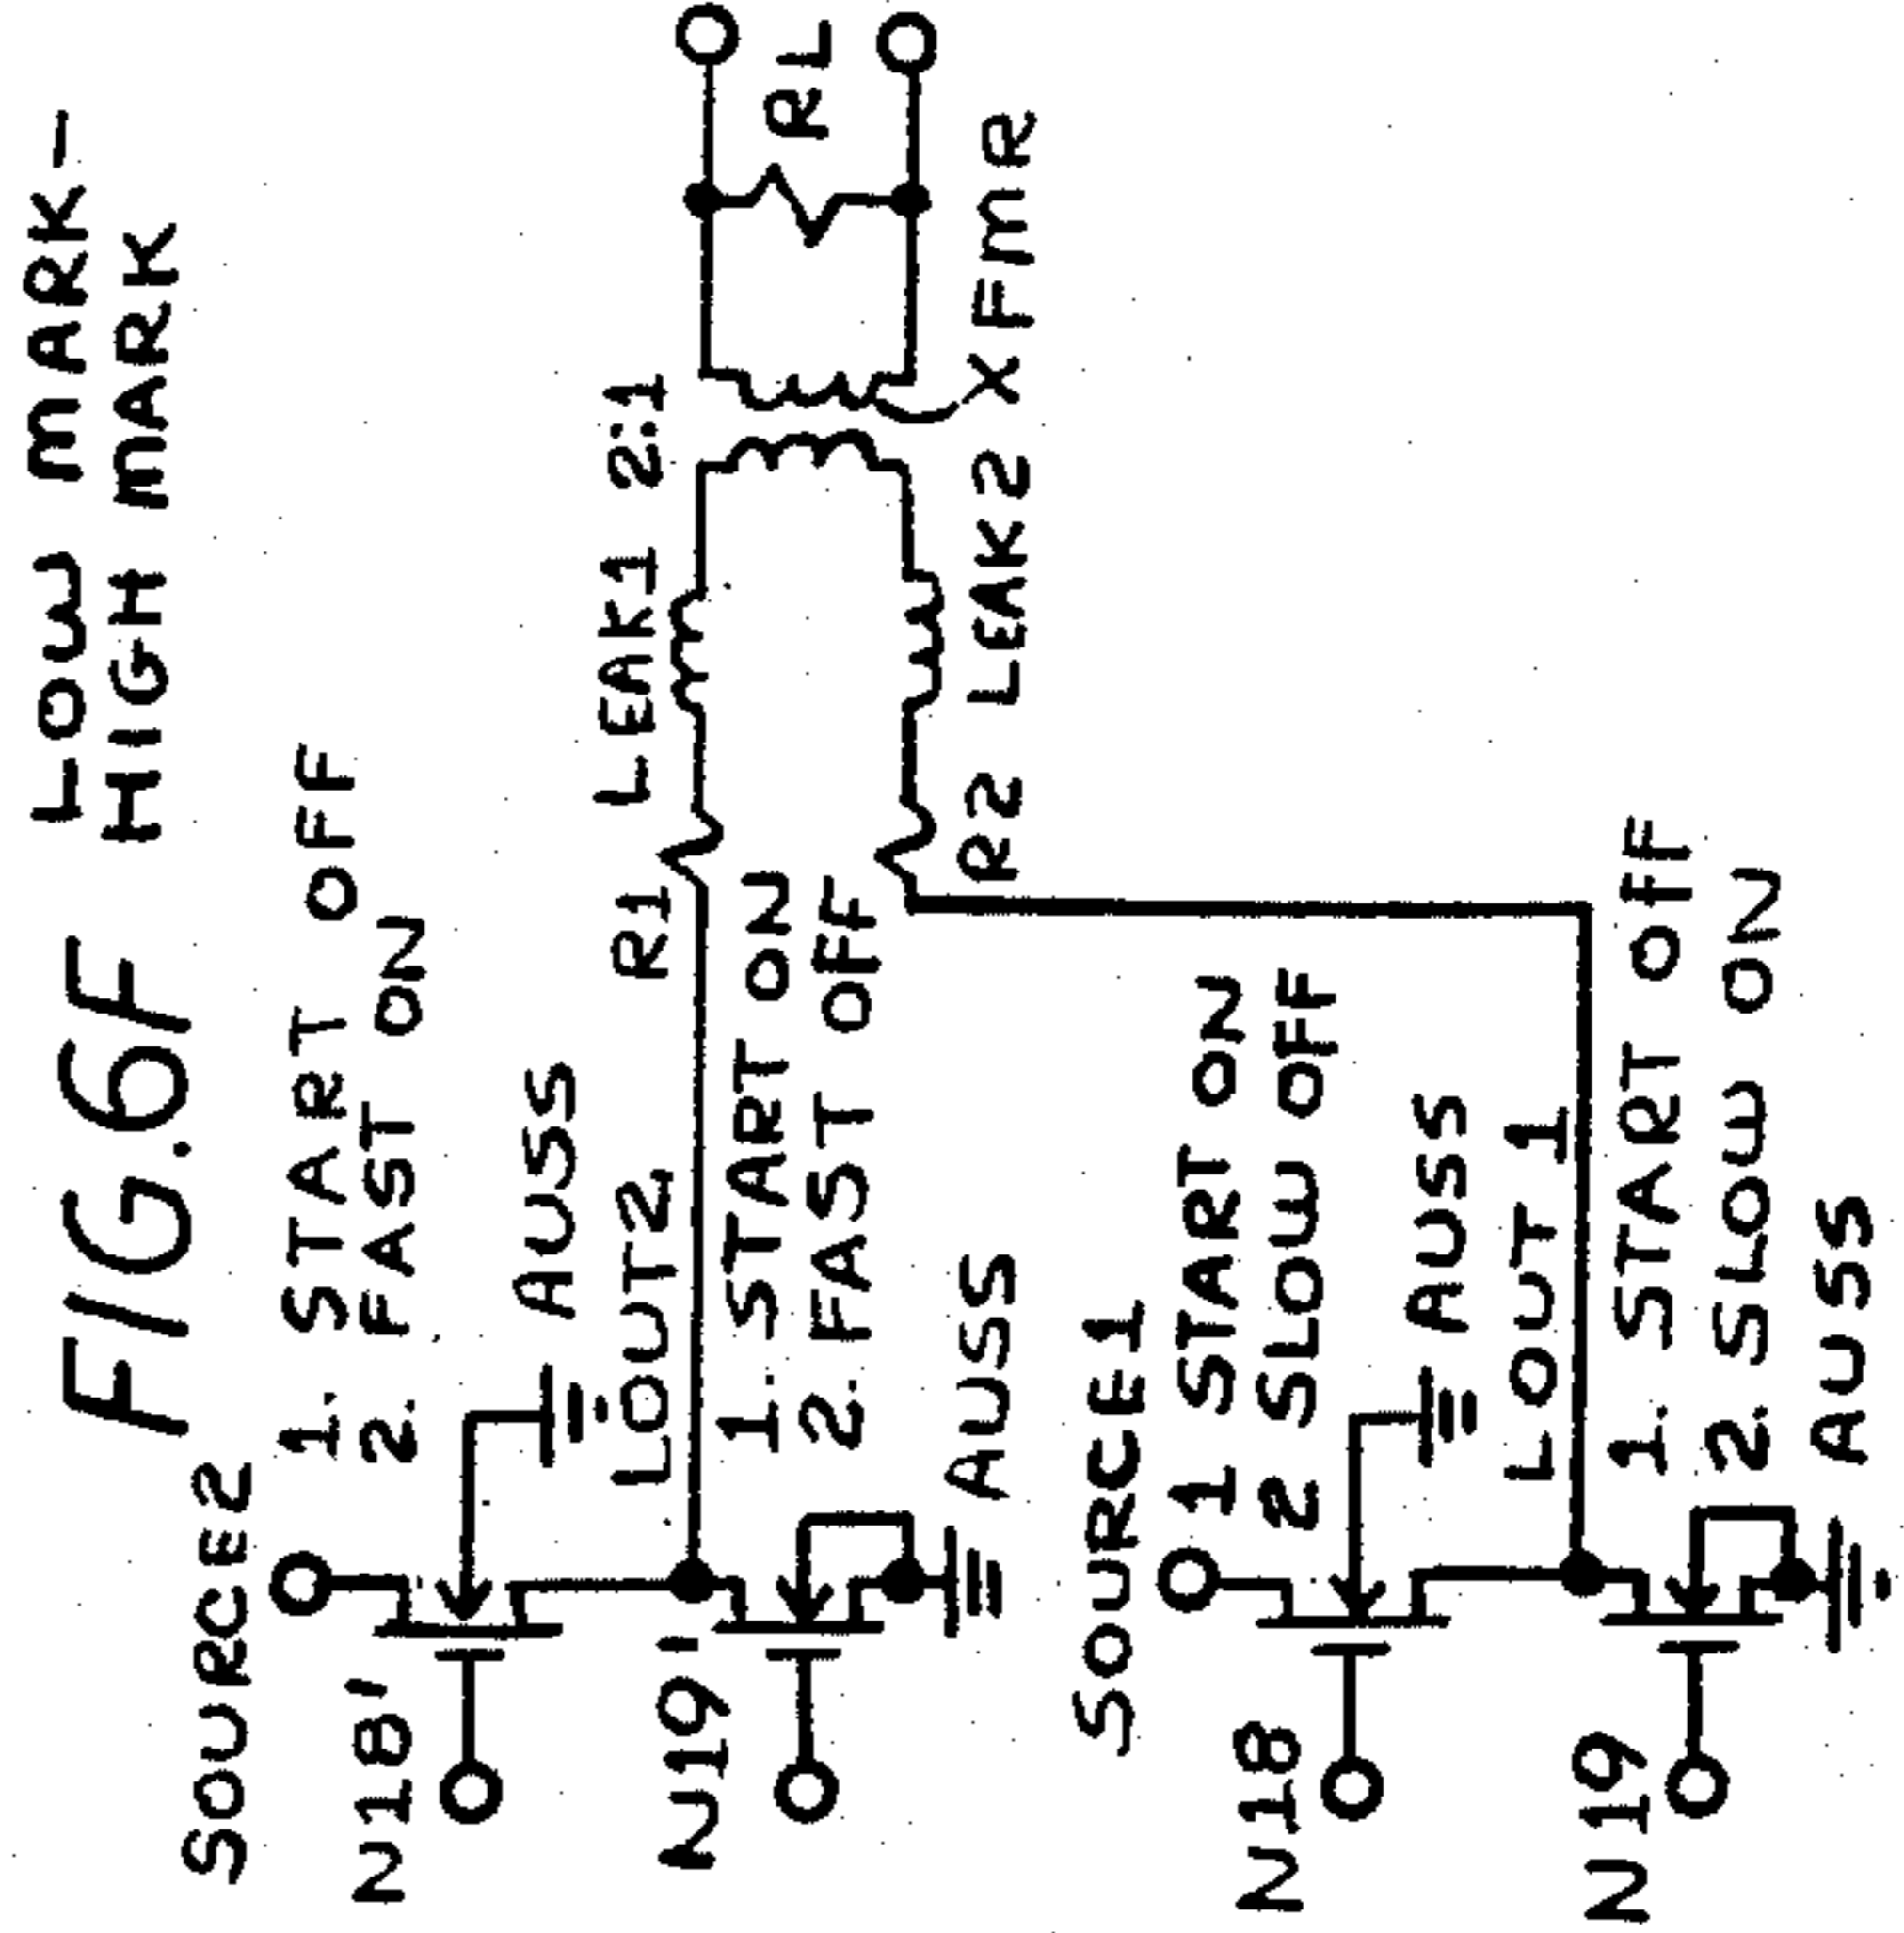 FIG.6F
LOW MARK-
HIGH MARK
SOURCE2
1. START OFF
2. FAST ON
N18'
AUSS
LOUT2
R1
LEAK1
2:1
N19'
1. START ON
2. FAST OFF
RL
AUSS
R2
LEAK2
XFMR
SOURCE1
1 START ON
2 SLOW OFF
N18
AUSS
LOUT 1
N19
1. START OFF
2. SLOW ON
AUSS